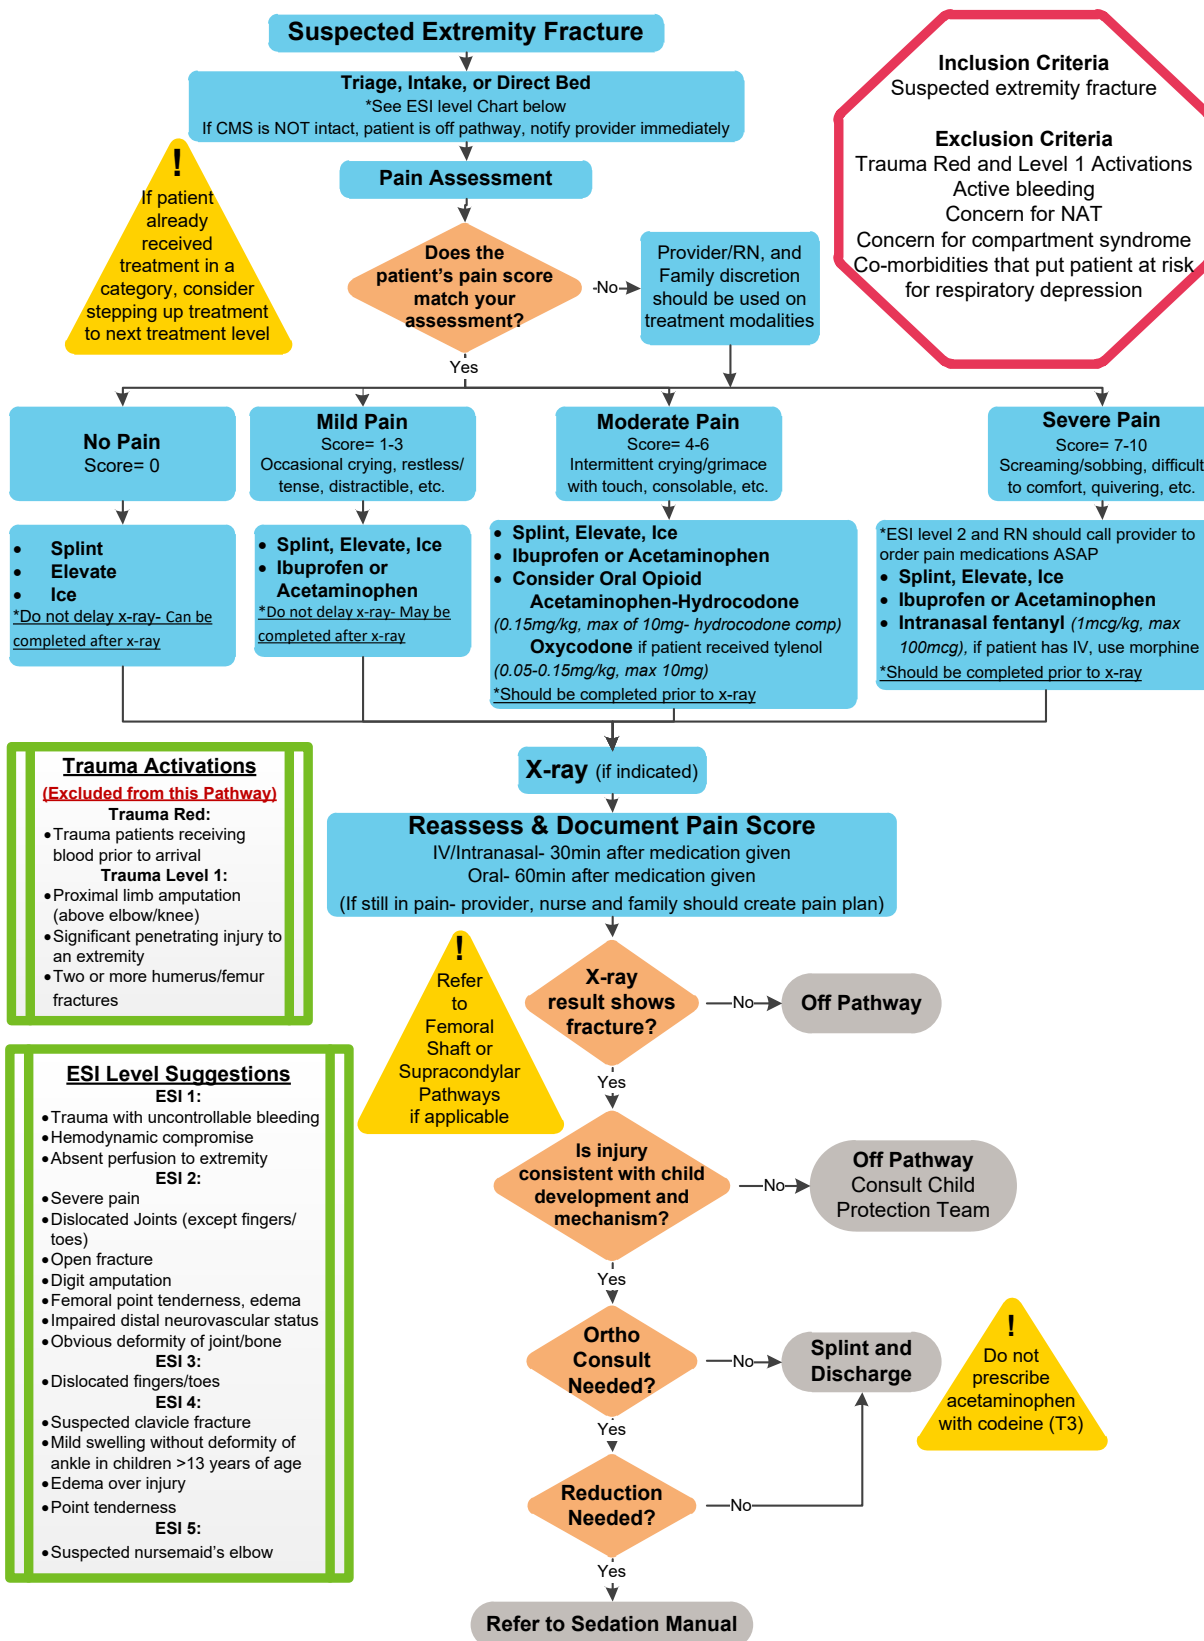 Suspected Extremity Fracture
Triage, Intake, or Direct Bed
*See ESI level Chart below
If CMS is NOT intact, patient is off pathway, notify provider immediately
Inclusion Criteria
Suspected extremity fracture
Exclusion Criteria
Trauma Red and Level 1 Activations
Active bleeding
Concern for NAT
Concern for compartment syndrome
Co-morbidities that put patient at risk
for respiratory depression
!
If patient
already
received
treatment in a
category, consider
stepping up treatment
to next treatment level
Pain Assessment
Does the
patient's pain score
match your
assessment?
No
Provider/RN, and
Family discretion
should be used on
treatment modalities
Yes
No Pain
Score= 0
Mild Pain
Score= 1-3
Occasional crying, restless/
tense, distractible, etc.
Moderate Pain
Score= 4-6
Intermittent crying/grimace
with touch, consolable, etc.
Severe Pain
Score= 7-10
Screaming/sobbing, difficult
to comfort, quivering, etc.
• Splint
• Elevate
• Ice
*Do not delay x-ray- Can be
completed after x-ray
• Splint, Elevate, Ice
• Ibuprofen or
Acetaminophen
*Do not delay x-ray- May be
completed after x-ray
• Splint, Elevate, Ice
• Ibuprofen or Acetaminophen
• Consider Oral Opioid
Acetaminophen-Hydrocodone
(0.15mg/kg, max of 10mg- hydrocodone comp)
Oxycodone if patient received tylenol
(0.05-0.15mg/kg, max 10mg)
*Should be completed prior to x-ray
*ESI level 2 and RN should call provider to
order pain medications ASAP
• Splint, Elevate, Ice
• Ibuprofen or Acetaminophen
• Intranasal fentanyl (1mcg/kg, max
100mcg), if patient has IV, use morphine
*Should be completed prior to x-ray
X-ray (if indicated)
Reassess & Document Pain Score
IV/Intranasal- 30min after medication given
Oral- 60min after medication given
(If still in pain- provider, nurse and family should create pain plan)
Trauma Activations
(Excluded from this Pathway)
Trauma Red:
• Trauma patients receiving
blood prior to arrival
Trauma Level 1:
• Proximal limb amputation
(above elbow/knee)
• Significant penetrating injury to
an extremity
• Two or more humerus/femur
fractures
!
Refer
to
Femoral
Shaft or
Supracondylar
Pathways
if applicable
X-ray
result shows
fracture?
No
Off Pathway
Yes
Is injury
consistent with child
development and
mechanism?
No
Off Pathway
Consult Child
Protection Team
Yes
Ortho
Consult
Needed?
No
Splint and
Discharge
!
Do not
prescribe
acetaminophen
with codeine (T3)
Yes
Reduction
Needed?
No
Yes
Refer to Sedation Manual
ESI Level Suggestions
ESI 1:
• Trauma with uncontrollable bleeding
• Hemodynamic compromise
• Absent perfusion to extremity
ESI 2:
• Severe pain
• Dislocated Joints (except fingers/
toes)
• Open fracture
• Digit amputation
• Femoral point tenderness, edema
• Impaired distal neurovascular status
• Obvious deformity of joint/bone
ESI 3:
• Dislocated fingers/toes
ESI 4:
• Suspected clavicle fracture
• Mild swelling without deformity of
ankle in children >13 years of age
• Edema over injury
• Point tenderness
ESI 5:
• Suspected nursemaid's elbow